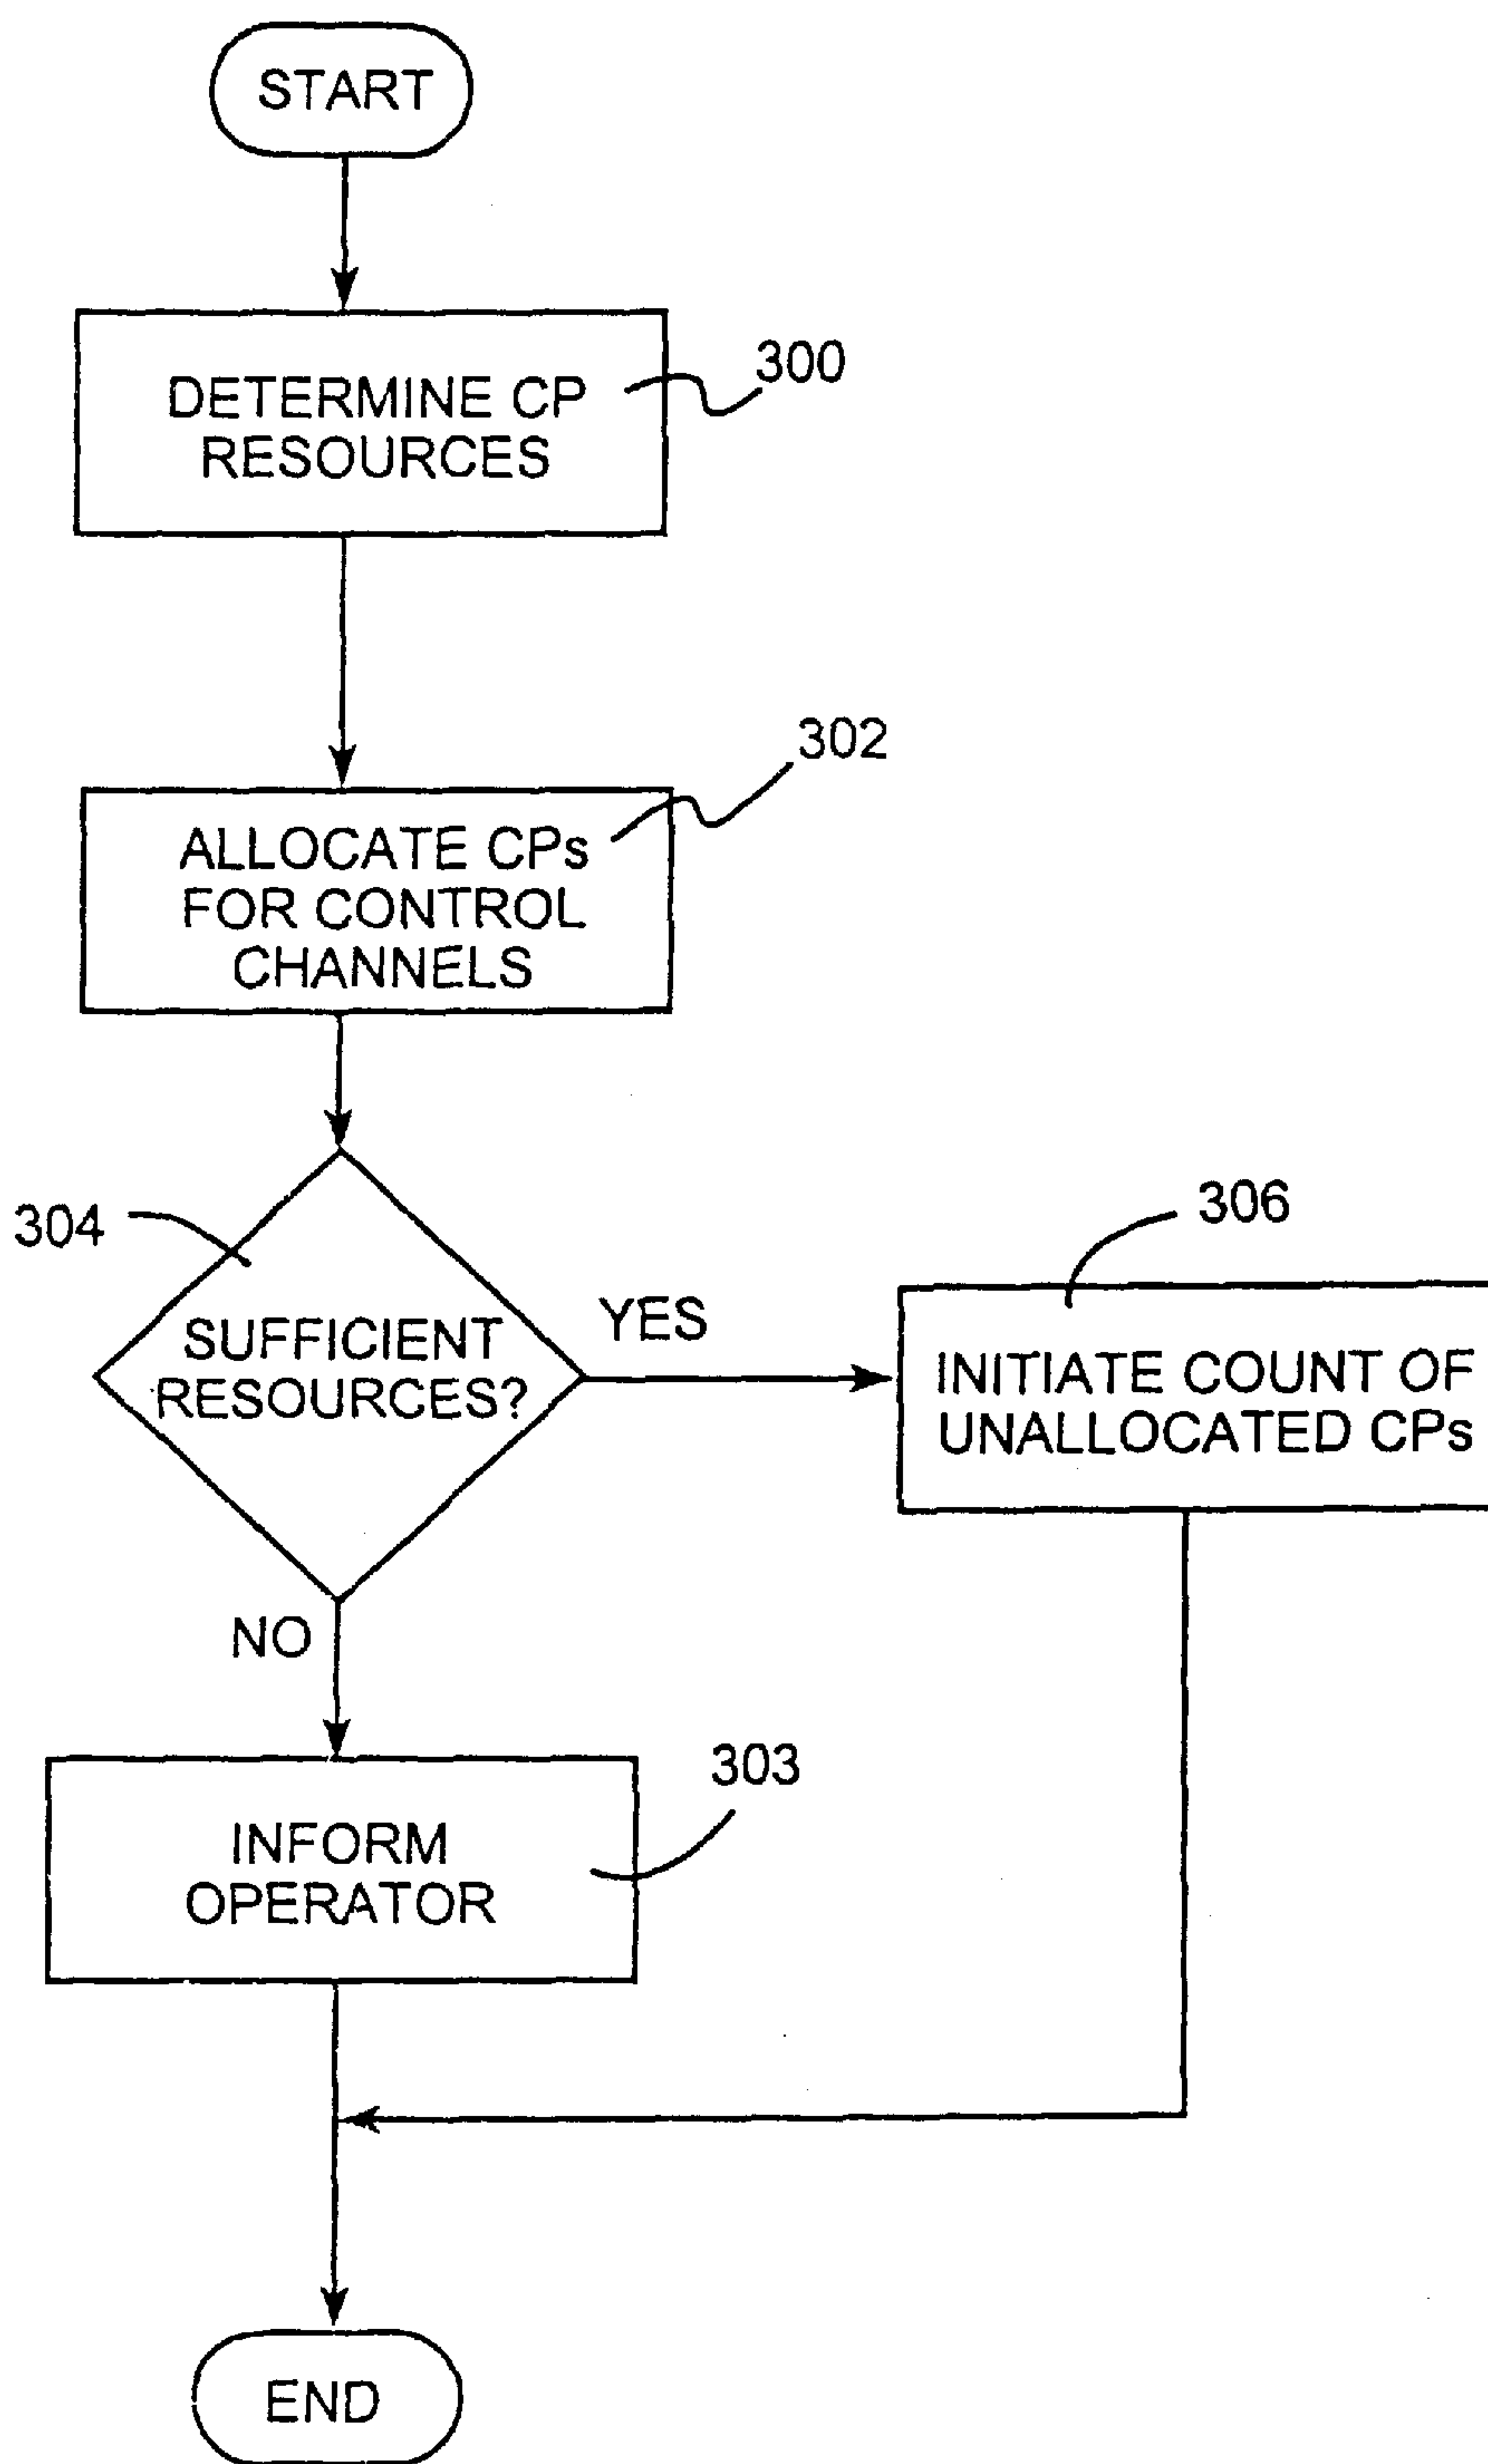 START
DETERMINE CP
RESOURCES
300
ALLOCATE CPs
FOR CONTROL
CHANNELS
302
304
SUFFICIENT
RESOURCES?
YES
306
INITIATE COUNT OF
UNALLOCATED CPs
NO
303
INFORM
OPERATOR
END